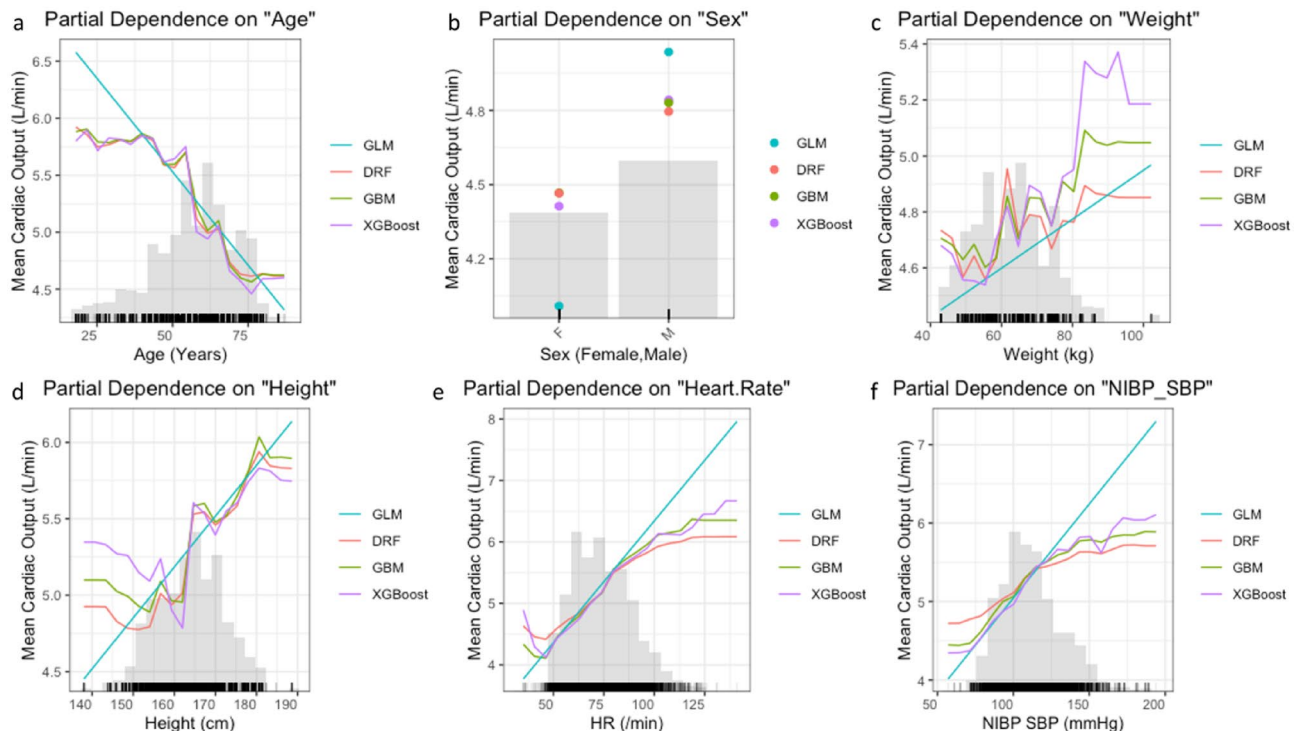 a Partial Dependence on "Age"
Mean Cardiac Output (L/min)
6.5
6.0
5.5
5.0
4.5
25 50 75
Age (Years)
GLM
DRF
GBM
XGBoost
b Partial Dependence on "Sex"
Mean Cardiac Output (L/min)
4.8
4.5
4.2
F M
Sex (Female,Male)
GLM
DRF
GBM
XGBoost
c Partial Dependence on "Weight"
Mean Cardiac Output (L/min)
5.4
5.2
5.0
4.8
4.6
40 60 80 100
Weight (kg)
GLM
DRF
GBM
XGBoost
d Partial Dependence on "Height"
Mean Cardiac Output (L/min)
6.0
5.5
5.0
4.5
140 150 160 170 180 190
Height (cm)
GLM
DRF
GBM
XGBoost
e Partial Dependence on "Heart.Rate"
Mean Cardiac Output (L/min)
8
7
6
5
4
50 75 100 125
HR (/min)
GLM
DRF
GBM
XGBoost
f Partial Dependence on "NIBP_SBP"
Mean Cardiac Output (L/min)
7
6
5
4
50 100 150 200
NIBP SBP (mmHg)
GLM
DRF
GBM
XGBoost